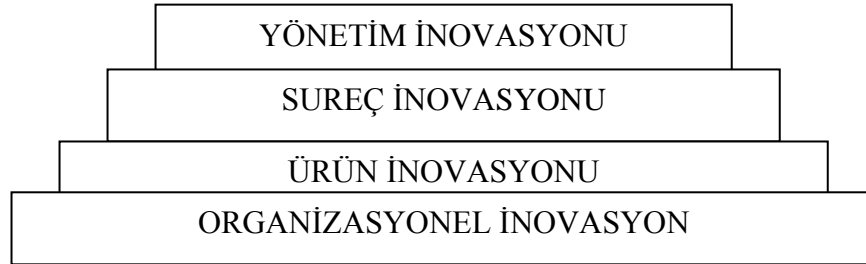 YÖNETİM İNOVASYONU
SUREÇ İNOVASYONU
ÜRÜN İNOVASYONU
ORGANİZASYONEL İNOVASYON